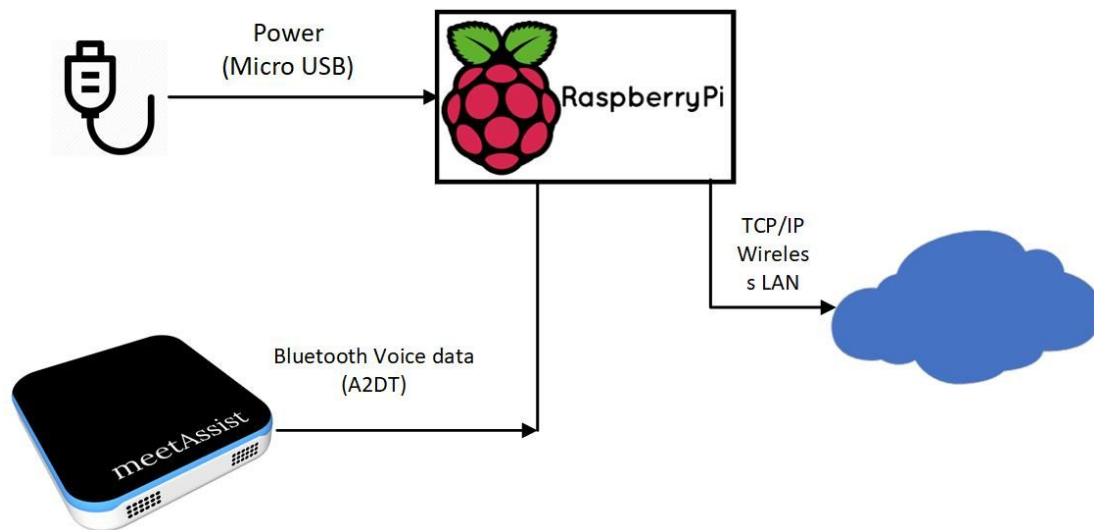 Power
(Micro USB)
RaspberryPi
TCP/IP
Wireles
s LAN
Bluetooth Voice data
(A2DT)
meetAssist